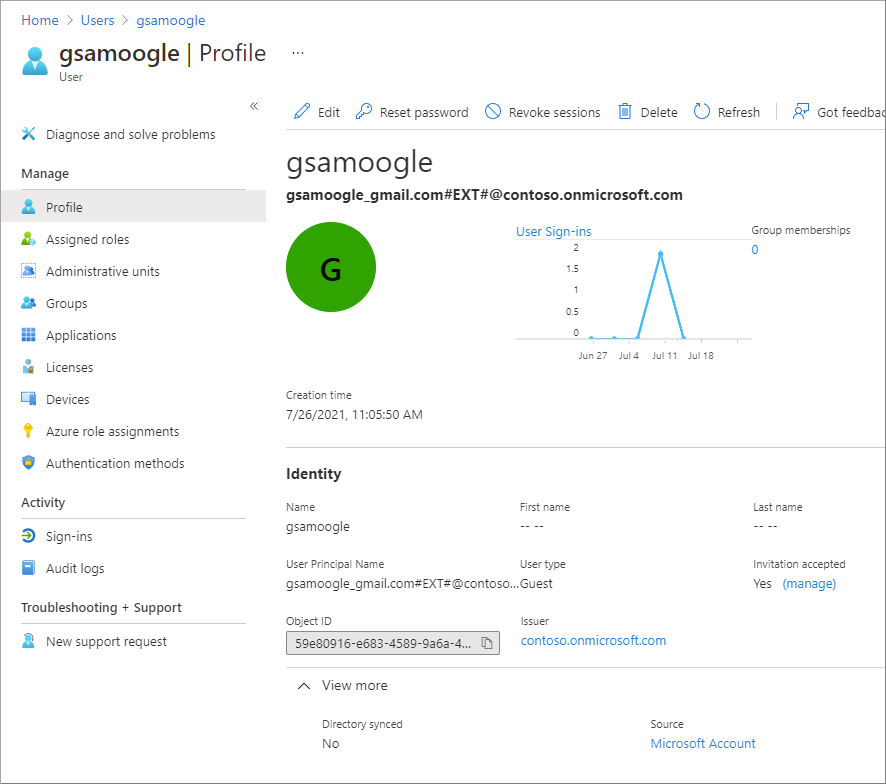 Home > Users > gsamoogle
gsamoogle | Profile ...
User
«
Diagnose and solve problems
Manage
Profile
Assigned roles
Administrative units
Groups
Applications
Licenses
Devices
Azure role assignments
Authentication methods
Activity
Sign-ins
Audit logs
Troubleshooting + Support
New support request
Edit Reset password Revoke sessions Delete Refresh Got feedbac
gsamoogle
gsamoogle_gmail.com#EXT#@contoso.onmicrosoft.com
G
User Sign-ins
2
1.5
1
0.5
0
Jun 27 Jul 4 Jul 11 Jul 18
Group memberships
0
Creation time
7/26/2021, 11:05:50 AM
Identity
Name First name Last name
gsamoogle -- -- -- --
User Principal Name User type Invitation accepted
gsamoogle_gmail.com#EXT#@contoso... Guest Yes (manage)
Object ID Issuer
59e80916-e683-4589-9a6a-4... contoso.onmicrosoft.com
View more
Directory synced Source
No Microsoft Account